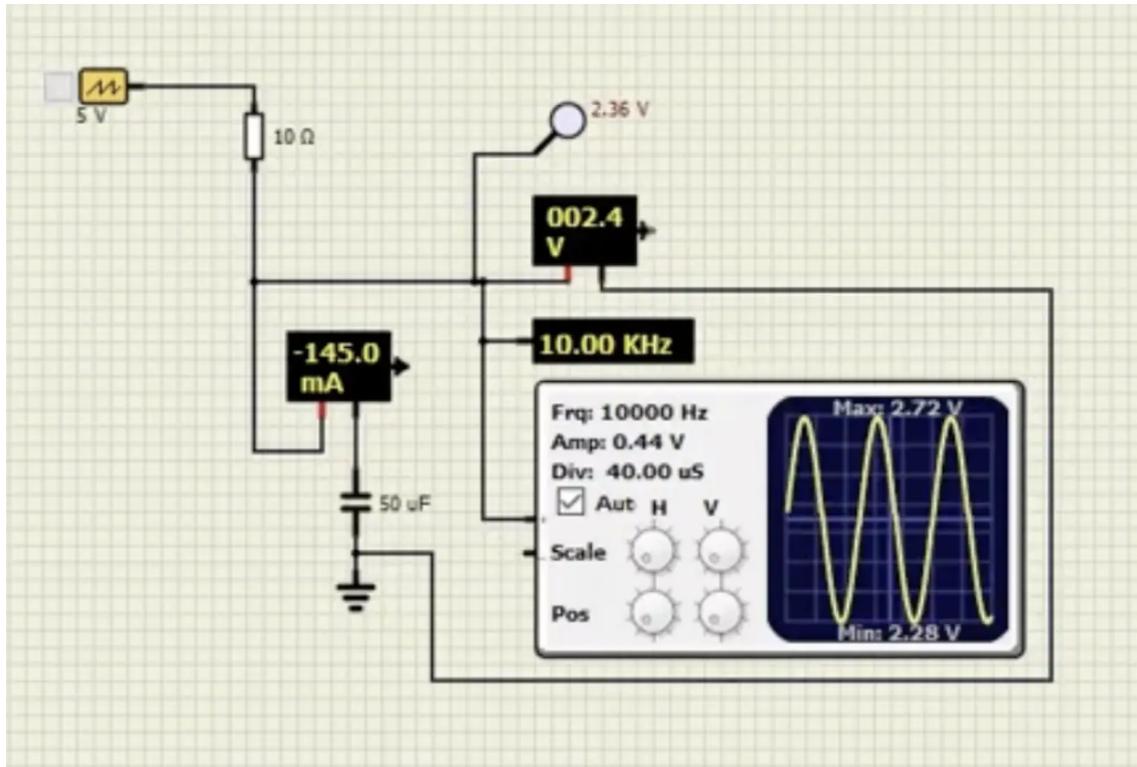 5 V
10 Ω
2.36 V
002.4
V
10.00 KHz
-145.0
mA
50 uF
Frq: 10000 Hz
Amp: 0.44 V
Div: 40.00 uS
Aut H V
Scale
Pos
Max: 2.72 V
Min: 2.28 V